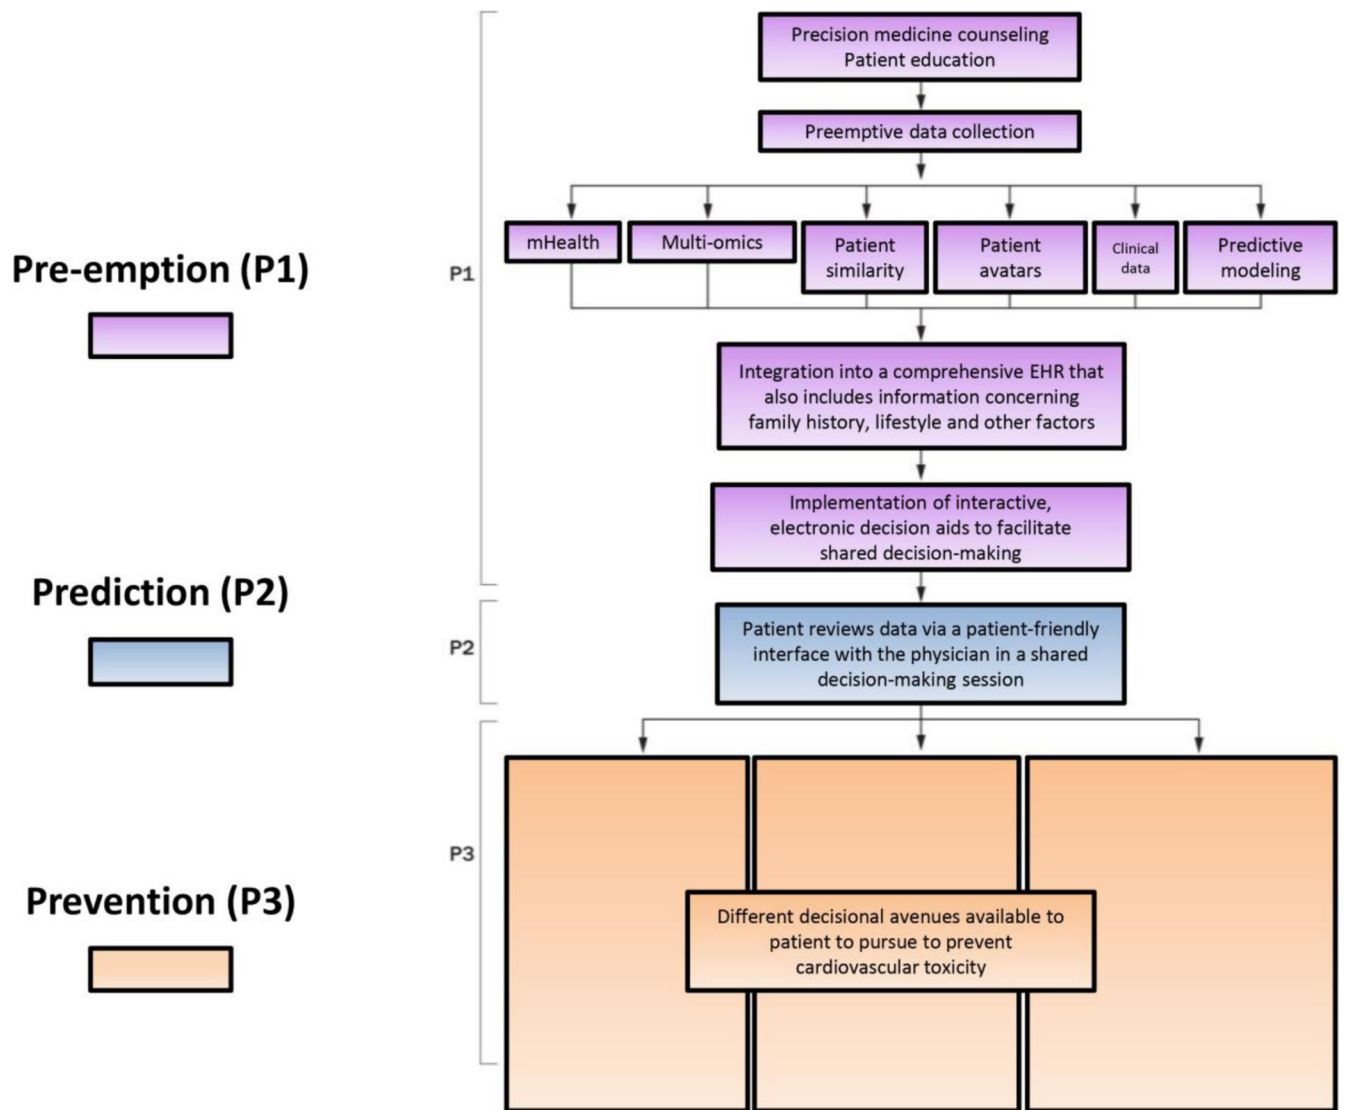 Precision medicine counseling
Patient education
Preemptive data collection
mHealth
Multi-omics
Patient
similarity
Patient
avatars
Clinical
data
Predictive
modeling
Pre-emption (P1)
P1
Integration into a comprehensive EHR that
also includes information concerning
family history, lifestyle and other factors
Implementation of interactive,
electronic decision aids to facilitate
shared decision-making
Prediction (P2)
P2
Patient reviews data via a patient-friendly
interface with the physician in a shared
decision-making session
Prevention (P3)
P3
Different decisional avenues available to
patient to pursue to prevent
cardiovascular toxicity